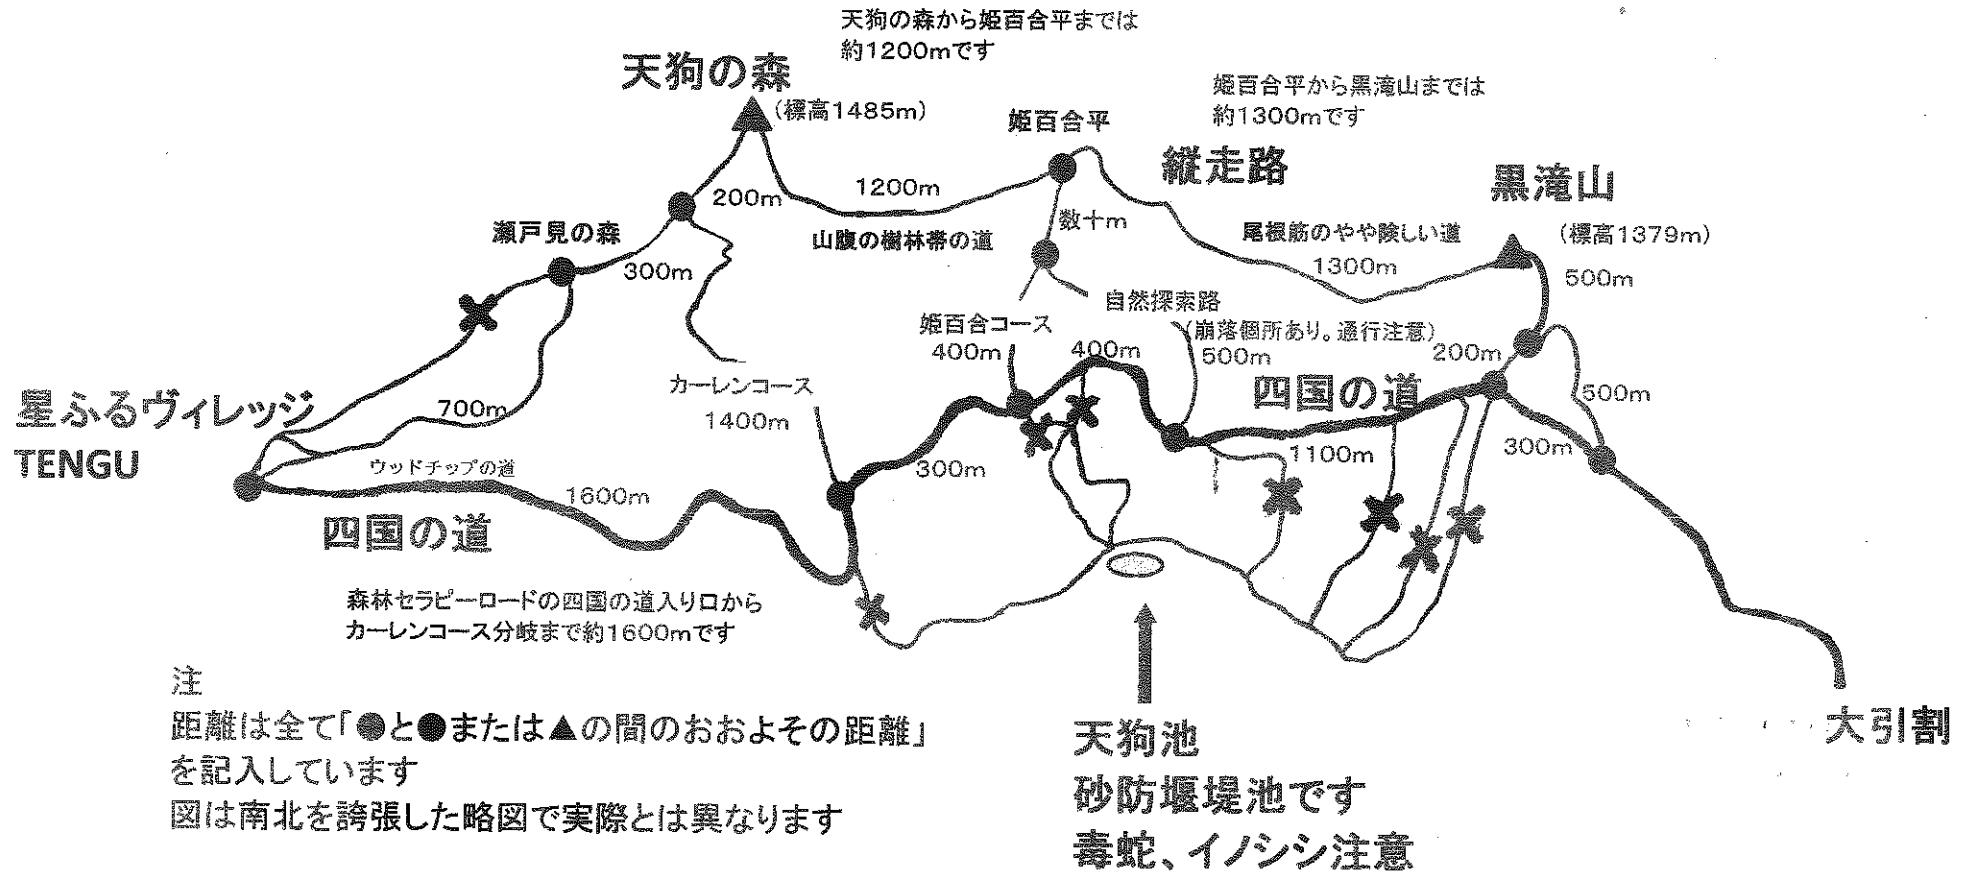 天狗の森から姫百合平までは
約1200mです
天狗の森
(標高1485m)
姫百合平
姫百合平から黒滝山までは
約1300mです
縦走路
黒滝山
(標高1379m)
200m
1200m
瀬戸見の森
300m
山腹の樹林帯の道
数十m
尾根筋のやや険しい道
1300m
500m
自然探索路
(崩落個所あり。通行注意)
姫百合コース
400m
400m
500m
200m
カーレンコース
1400m
四国の道
500m
星ふるヴィレッジ
TENGU
700m
ウッドチップの道
1600m
300m
1100m
300m
四国の道
森林セラピーロードの四国の道入り口から
カーレンコース分岐まで約1600mです
注
距離は全て「●と●または▲の間のおおよその距離」
を記入しています
図は南北を誇張した略図で実際とは異なります
天狗池
砂防堰堤池です
毒蛇、イノシシ注意
大引割